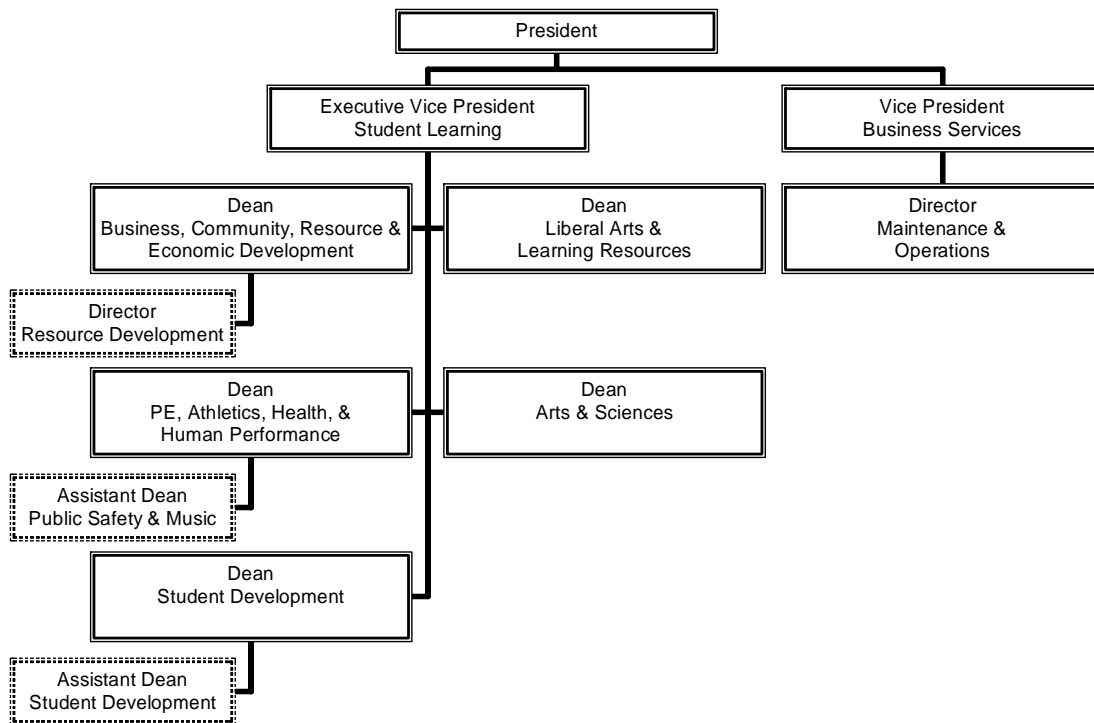 President
Executive Vice President
Student Learning
Vice President
Business Services
Dean
Business, Community, Resource &
Economic Development
Dean
Liberal Arts &
Learning Resources
Director
Maintenance &
Operations
Director
Resource Development
Dean
PE, Athletics, Health, &
Human Performance
Dean
Arts & Sciences
Assistant Dean
Public Safety & Music
Dean
Student Development
Assistant Dean
Student Development